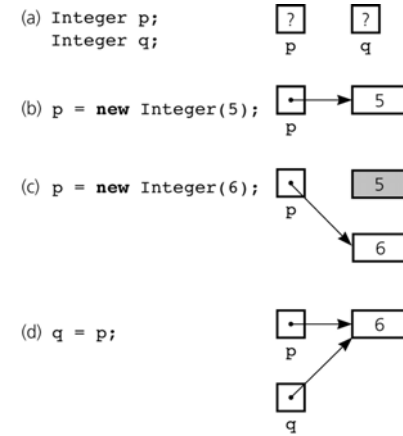 (a) Integer p; ? ?
Integer q; p q
(b) p = new Integer(5); 5
p
(c) p = new Integer(6); 5
p
6
(d) q = p; 6
p
q